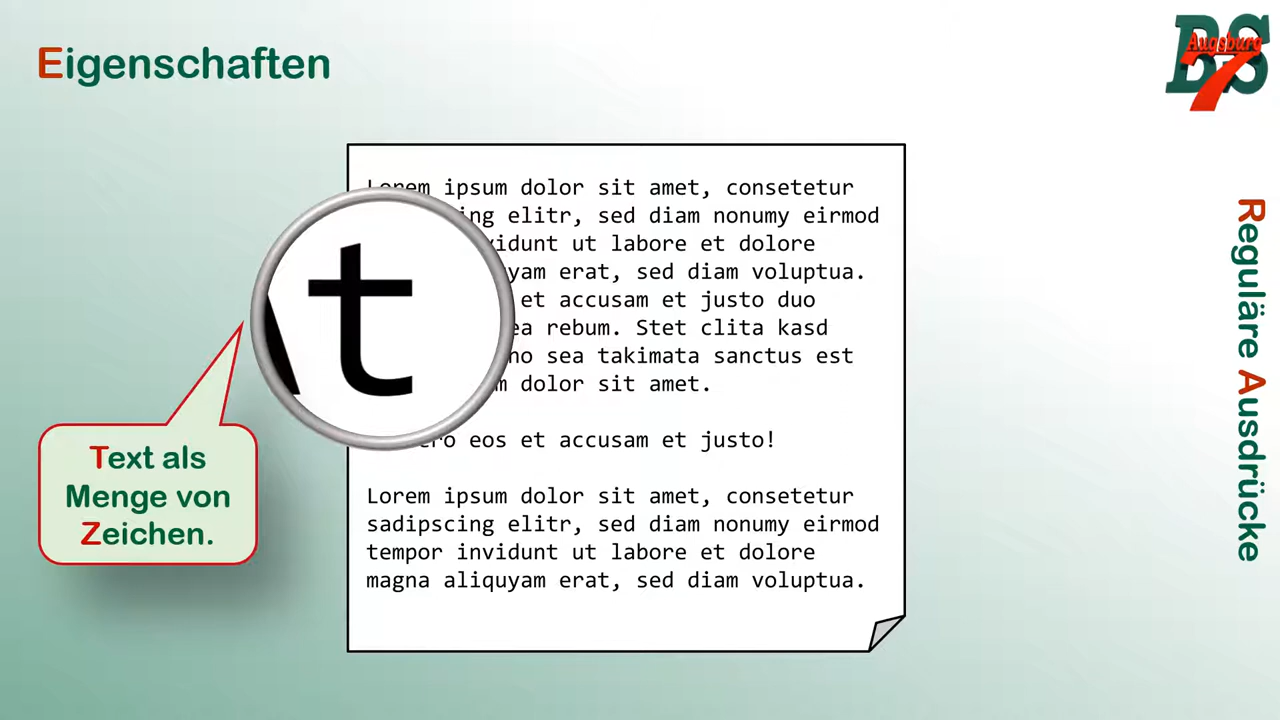 Eigenschaften
BS
Augsburg
7
Lorem ipsum dolor sit amet, consetetur
ing elitr, sed diam nonumy eirmod
vidunt ut labore et dolore
yam erat, sed diam voluptua.
et accusam et justo duo
ea rebum. Stet clita kasd
no sea takimata sanctus est
m dolor sit amet.
ero eos et accusam et justo!
Lorem ipsum dolor sit amet, consetetur
sadipscing elitr, sed diam nonumy eirmod
tempor invidunt ut labore et dolore
magna aliquyam erat, sed diam voluptua.
t
Text als
Menge von
Zeichen.
Reguläre Ausdrücke